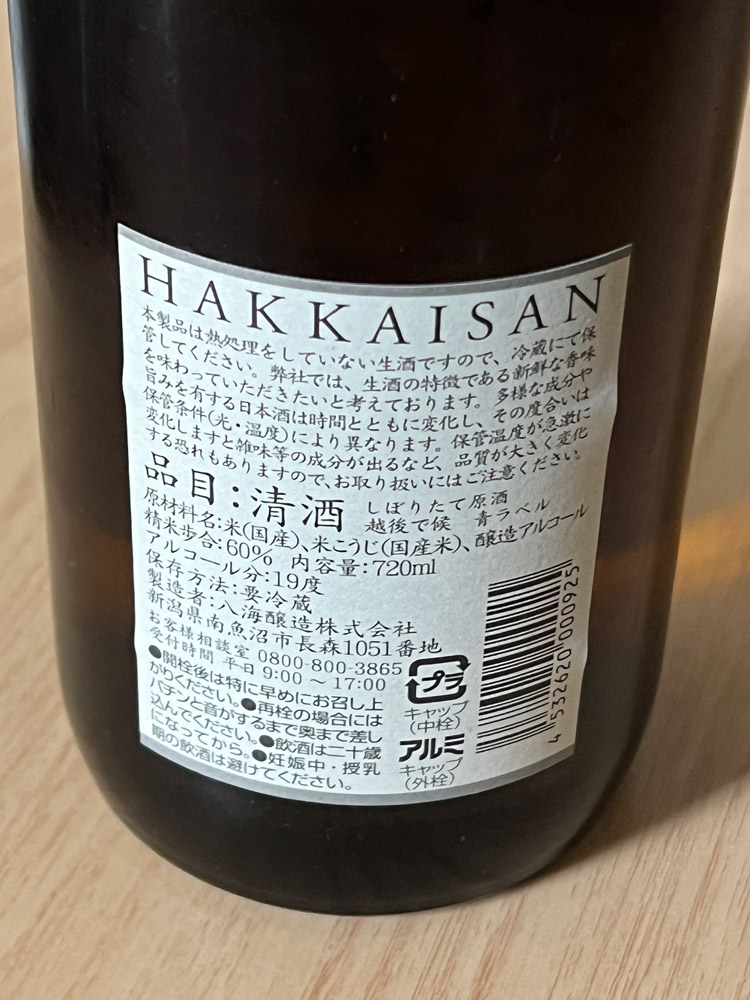 HAKKAISAN
本製品は熱処理をしていない生酒ですので、冷蔵にて保
管してください。弊社では、生酒の特徴である新鮮な香味
を味わっていただきたいと考えております。多様な成分や
旨みを有する日本酒は時間とともに変化し、その度合いは
保管条件(光・温度)により異なります。保管温度が急激に
変化しますと雑味等の成分が出るなど、品質が大きく変化
する恐れもありますので、お取り扱いにはご注意ください。
品目:清酒 しぼりたて原酒
越後で候 青ラベル
原材料名:米(国産)、米こうじ(国産米)、醸造アルコール
精米歩合:60% 内容量:720ml
アルコール分:19度
保存方法:要冷蔵
製造者:八海醸造株式会社
新潟県南魚沼市長森1051番地
お客様相談室 0800-800-3865
受付時間 平日 9:00～17:00
●開栓後は特に早めにお召し上
がりください。●再栓の場合には
パチンと音がするまで奥まで差し
込んでください。●飲酒は二十歳
になってから。●妊娠中・授乳
期の飲酒は避けてください。
プラ
キャップ
(中栓)
アルミ
キャップ
(外栓)
4 532620 000925